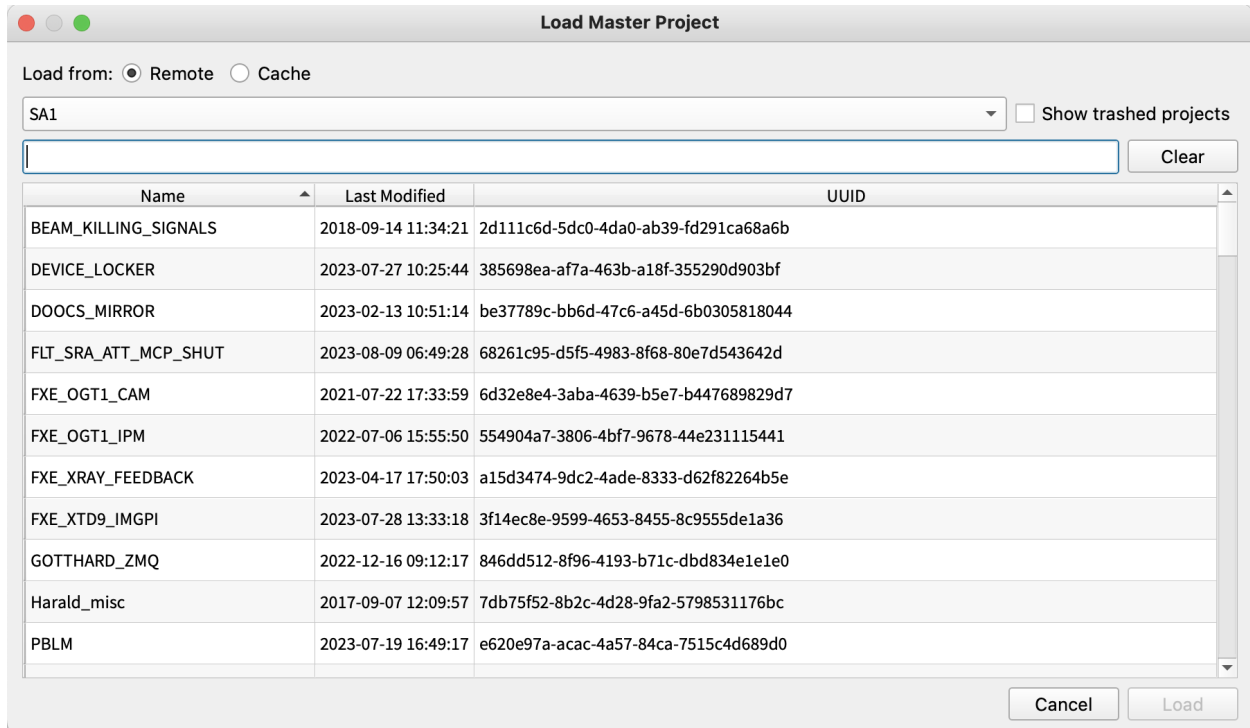 Load Master Project
Load from: Remote Cache
SA1 Show trashed projects
Clear
Name Last Modified UUID
BEAM_KILLING_SIGNALS 2018-09-14 11:34:21 2d111c6d-5dc0-4da0-ab39-fd291ca68a6b
DEVICE_LOCKER 2023-07-27 10:25:44 385698ea-af7a-463b-a18f-355290d903bf
DOOCS_MIRROR 2023-02-13 10:51:14 be37789c-bb6d-47c6-a45d-6b0305818044
FLT_SRA_ATT_MCP_SHUT 2023-08-09 06:49:28 68261c95-d5f5-4983-8f68-80e7d543642d
FXE_OGT1_CAM 2021-07-22 17:33:59 6d32e8e4-3aba-4639-b5e7-b447689829d7
FXE_OGT1_IPM 2022-07-06 15:55:50 554904a7-3806-4bf7-9678-44e231115441
FXE_XRAY_FEEDBACK 2023-04-17 17:50:03 a15d3474-9dc2-4ade-8333-d62f82264b5e
FXE_XTD9_IMGPI 2023-07-28 13:33:18 3f14ec8e-9599-4653-8455-8c9555de1a36
GOTTHARD_ZMQ 2022-12-16 09:12:17 846dd512-8f96-4193-b71c-dbd834e1e1e0
Harald_misc 2017-09-07 12:09:57 7db75f52-8b2c-4d28-9fa2-5798531176bc
PBLM 2023-07-19 16:49:17 e620e97a-acac-4a57-84ca-7515c4d689d0
Cancel Load